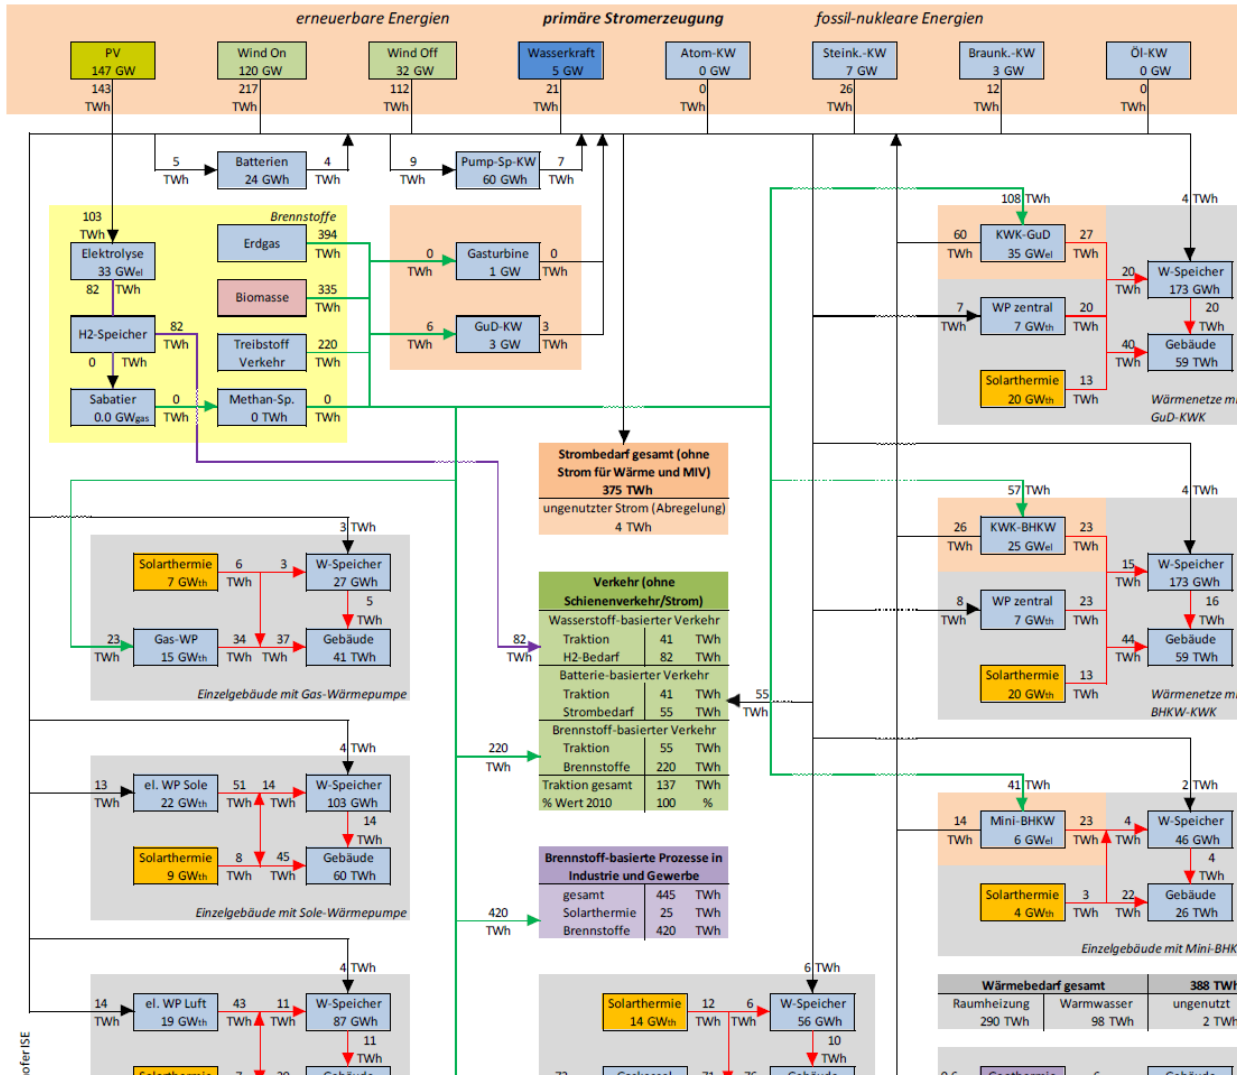 erneuerbare Energien primäre Stromerzeugung fossil-nukleare Energien
PV Wind On Wind Off Wasserkraft Atom-KW Steink.-KW Braunk.-KW Öl-KW
147 GW 120 GW 32 GW 5 GW 0 GW 7 GW 3 GW 0 GW
143 217 112 21 0 26 12 0
TWh TWh TWh TWh TWh TWh TWh TWh
5 Batterien 4 9 Pump-Sp-KW 7
TWh 24 GWh TWh TWh 60 GWh TWh
Brennstoffe
103
TWh
Elektrolyse
33 GWel
82 TWh
H2-Speicher 82
TWh
0 TWh
Sabatier 0 Methan-Sp. 0
0.0 GWgas TWh 0 TWh TWh
Erdgas 394
TWh
Biomasse 335
TWh
Treibstoff 220
Verkehr TWh
0 Gasturbine 0
TWh 1 GW TWh
6 GuD-KW 3
TWh 3 GW TWh
108 TWh 4 TWh
60 KWK-GuD 27
TWh 35 GWel TWh
20 W-Speicher
TWh 173 GWh
7 WP zentral 20 20
TWh 7 GWth TWh TWh
40 Gebäude
TWh 59 TWh
Solarthermie 13
20 GWth TWh
Wärmenetze m
GuD-KWK
Strombedarf gesamt (ohne
Strom für Wärme und MIV)
375 TWh
ungenutzter Strom (Abregelung)
4 TWh
57 TWh 4 TWh
26 KWK-BHKW 23
TWh 25 GWel TWh
15 W-Speicher
TWh 173 GWh
8 WP zentral 23 16
TWh 7 GWth TWh TWh
44 Gebäude
TWh 59 TWh
Solarthermie 13
20 GWth TWh
Wärmenetze m
BHKW-KWK
3 TWh
Solarthermie 6 3 W-Speicher
7 GWth TWh 27 GWh
5
TWh
23 Gas-WP 34 37 Gebäude
TWh 15 GWth TWh TWh 41 TWh
Einzelgebäude mit Gas-Wärmepumpe
Verkehr (ohne
Schienenverkehr/Strom)
Wasserstoff-basierter Verkehr
82 Traktion 41 TWh
TWh H2-Bedarf 82 TWh
Batterie-basierter Verkehr
Traktion 41 TWh 55
Strombedarf 55 TWh TWh
Brennstoff-basierter Verkehr
220 Traktion 55 TWh
TWh Brennstoffe 220 TWh
Traktion gesamt 137 TWh
% Wert 2010 100 %
4 TWh
13 el. WP Sole 51 14 W-Speicher
TWh 22 GWth TWh TWh 103 GWh
14
TWh
Solarthermie 8 45 Gebäude
9 GWth TWh TWh 60 TWh
Einzelgebäude mit Sole-Wärmepumpe
Brennstoff-basierte Prozesse in
Industrie und Gewerbe
gesamt 445 TWh
420 Solarthermie 25 TWh
TWh Brennstoffe 420 TWh
41 TWh 2 TWh
14 Mini-BHKW 23 4 W-Speicher
TWh 6 GWel TWh TWh 46 GWh
4
TWh
Solarthermie 3 22 Gebäude
4 GWth TWh TWh 26 TWh
Einzelgebäude mit Mini-BHK
4 TWh
14 el. WP Luft 43 11 W-Speicher
TWh 19 GWth TWh TWh 87 GWh
11
TWh
Solarthermie 7 Gebäude
6 TWh
Solarthermie 12 6 W-Speicher
14 GWth TWh TWh 56 GWh
10
TWh
72 Gaskessel 71 76 Gebäude
Wärmebedarf gesamt 388 TWh
Raumheizung Warmwasser ungenutzt
290 TWh 98 TWh 2 TWh
0.6 Geothermie 6 Gebäude
hofer ISE